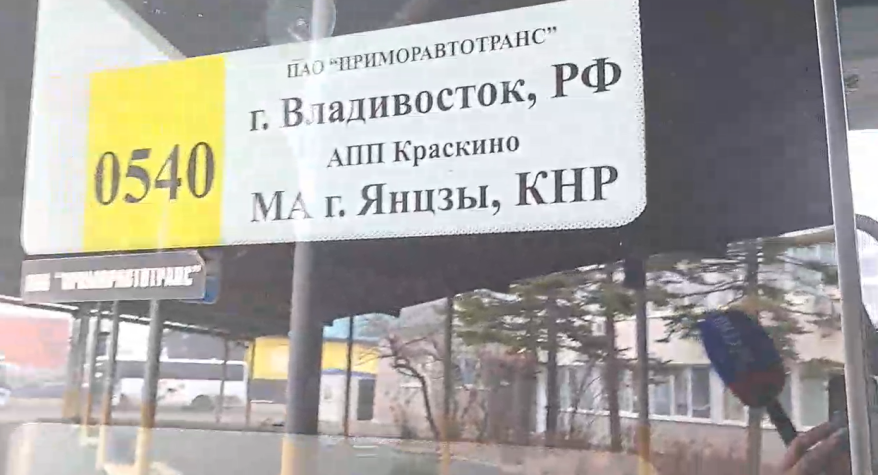 ПАО "ПРИМОРАВТОТРАНС"
г. Владивосток, РФ
0540
АПП Краскино
МА г. Янцзы, КНР
ПАО "ПРИМОРАВТОТРАНС"